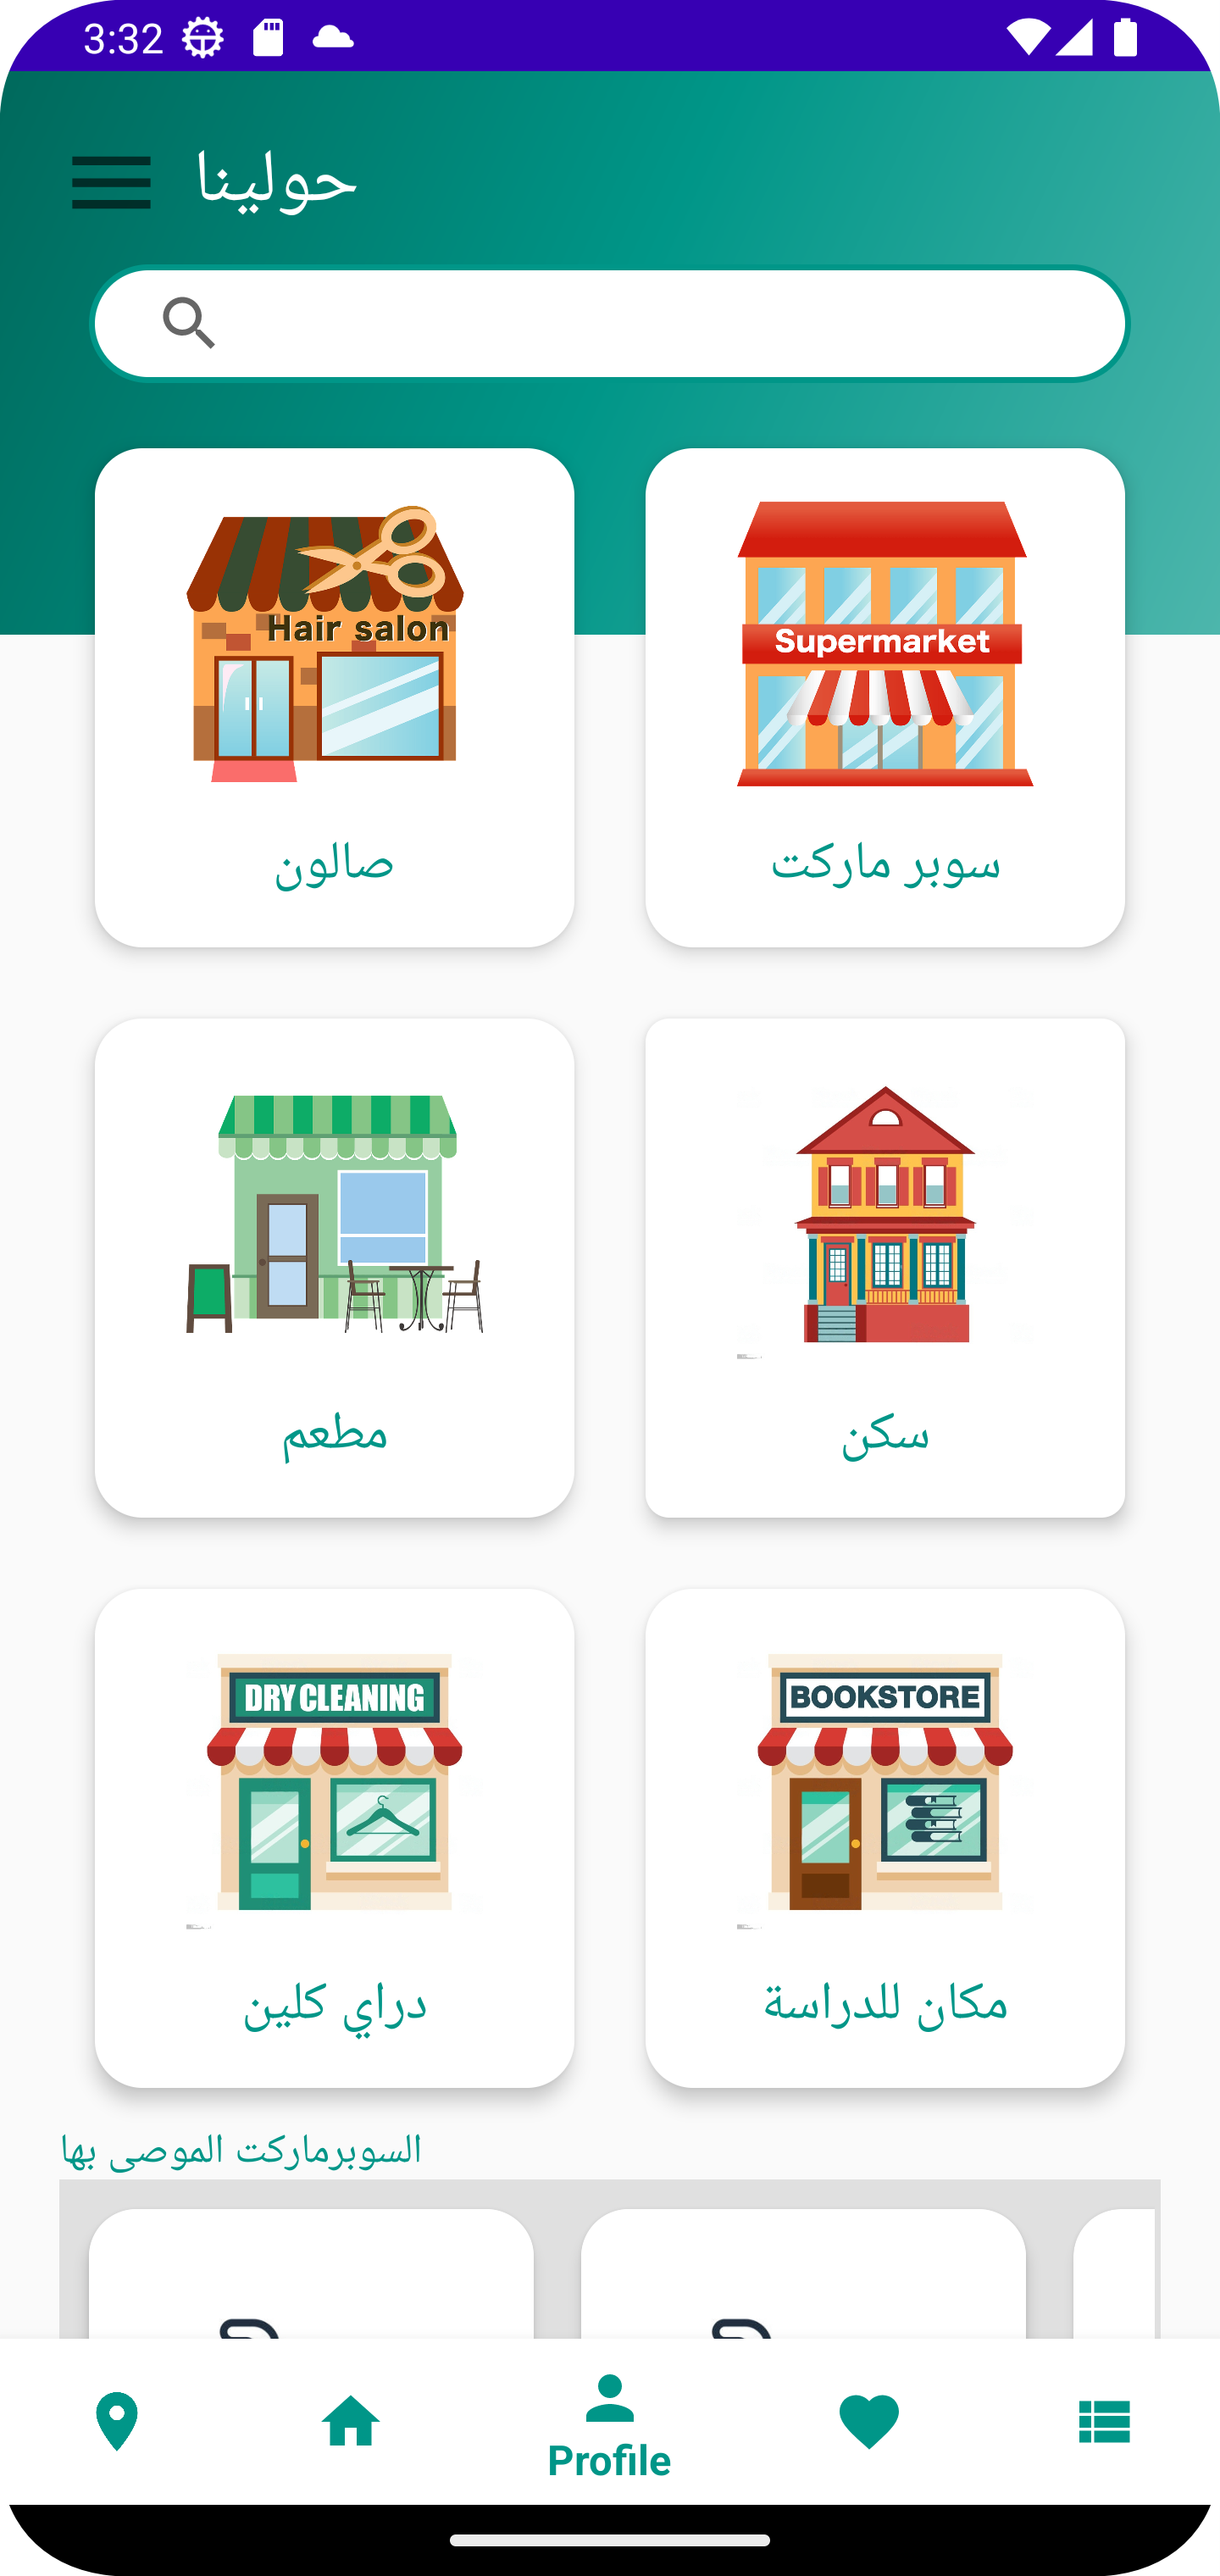 3:32
حولينا
Hair salon
صالون
Supermarket
سوبر ماركت
مطعم
سكن
DRY CLEANING
دراي كلين
BOOKSTORE
مكان للدراسة
السوبرماركت الموصى بها
Profile